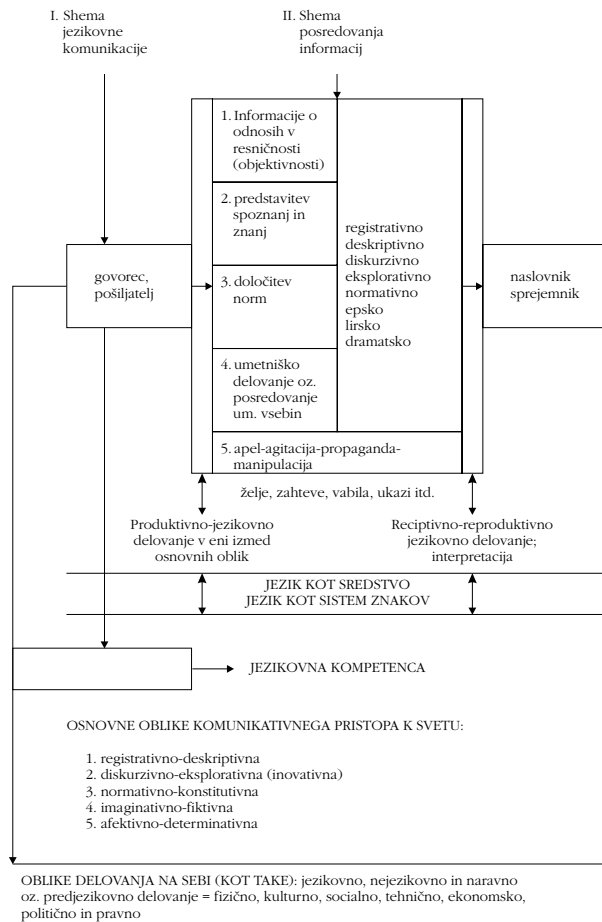 I. Shema
jezikovne
komunikacije
II. Shema
posredovanja
informacij
1. Informacije o
odnosih v
resničnosti
(objektivnosti)
2. predstavitev
spoznanj in
znanj
3. določitev
norm
4. umetniško
delovanje oz.
posredovanje
um. vsebin
5. apel-agitacija-propaganda-
manipulacija
registrativno
deskriptivno
diskurzivno
eksplorativno
normativno
epsko
lirsko
dramatsko
govorec,
pošiljatelj
naslovnik
sprejemnik
želje, zahteve, vabila, ukazi itd.
Produktivno-jezikovno
delovanje v eni izmed
osnovnih oblik
Reciptivno-reproduktivno
jezikovno delovanje;
interpretacija
JEZIK KOT SREDSTVO
JEZIK KOT SISTEM ZNAKOV
JEZIKOVNA KOMPETENCA
OSNOVNE OBLIKE KOMUNIKATIVNEGA PRISTOPA K SVETU:
1. registrativno-deskriptivna
2. diskurzivno-eksplorativna (inovativna)
3. normativno-konstitutivna
4. imaginativno-fiktivna
5. afektivno-determinativna
OBLIKE DELOVANJA NA SEBI (KOT TAKE): jezikovno, nejezikovno in naravno
oz. predjezikovno delovanje = fizično, kulturno, socialno, tehnično, ekonomsko,
politično in pravno